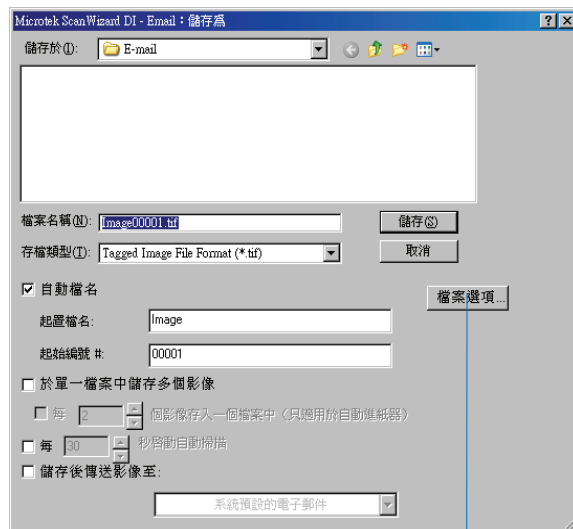 Microtek ScanWizard DI - Email：儲存爲
儲存於(I): E-mail
檔案名稱(N): Image00001.tif 儲存(S)
存檔類型(T): Tagged Image File Format (*.tif) 取消
自動檔名 檔案選項...
起置檔名: Image
起始編號 #: 00001
於單一檔案中儲存多個影像
每 2 個影像存入一個檔案中（只適用於自動進紙器）
每 30 秒啓動自動掃描
儲存後傳送影像至:
系統預設的電子郵件